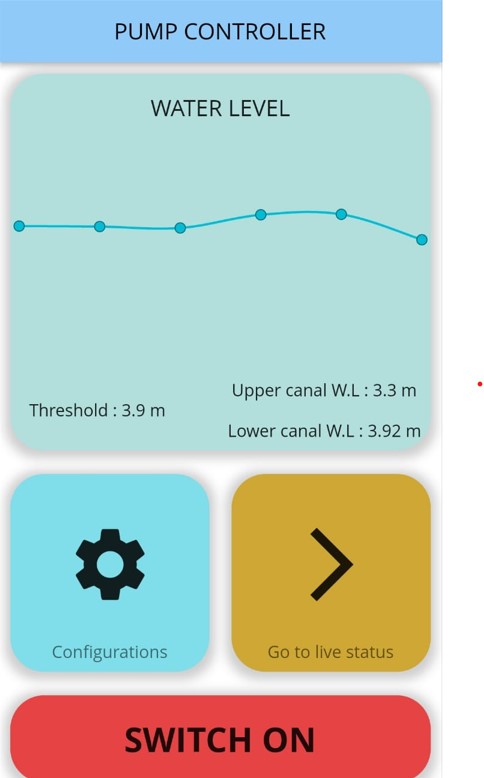 PUMP CONTROLLER
WATER LEVEL
Upper canal W.L : 3.3 m
Threshold : 3.9 m
Lower canal W.L : 3.92 m
Configurations
Go to live status
SWITCH ON